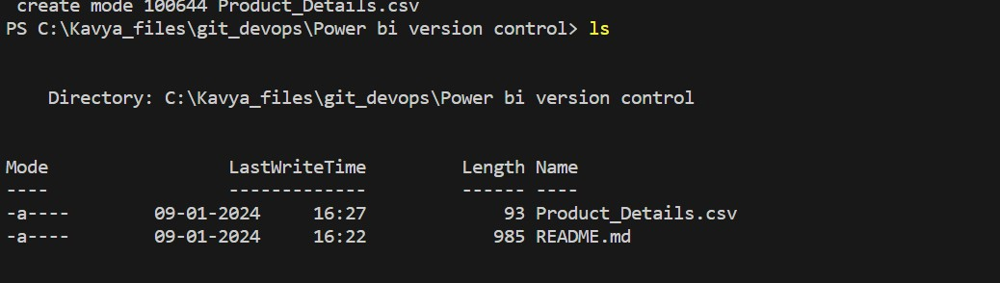 create mode 100644 Product_Details.csv
PS C:\Kavya_files\git_devops\Power bi version control> ls
Directory: C:\Kavya_files\git_devops\Power bi version control
Mode LastWriteTime Length Name
---- ------------- ------ ----
-a---- 09-01-2024 16:27 93 Product_Details.csv
-a---- 09-01-2024 16:22 985 README.md